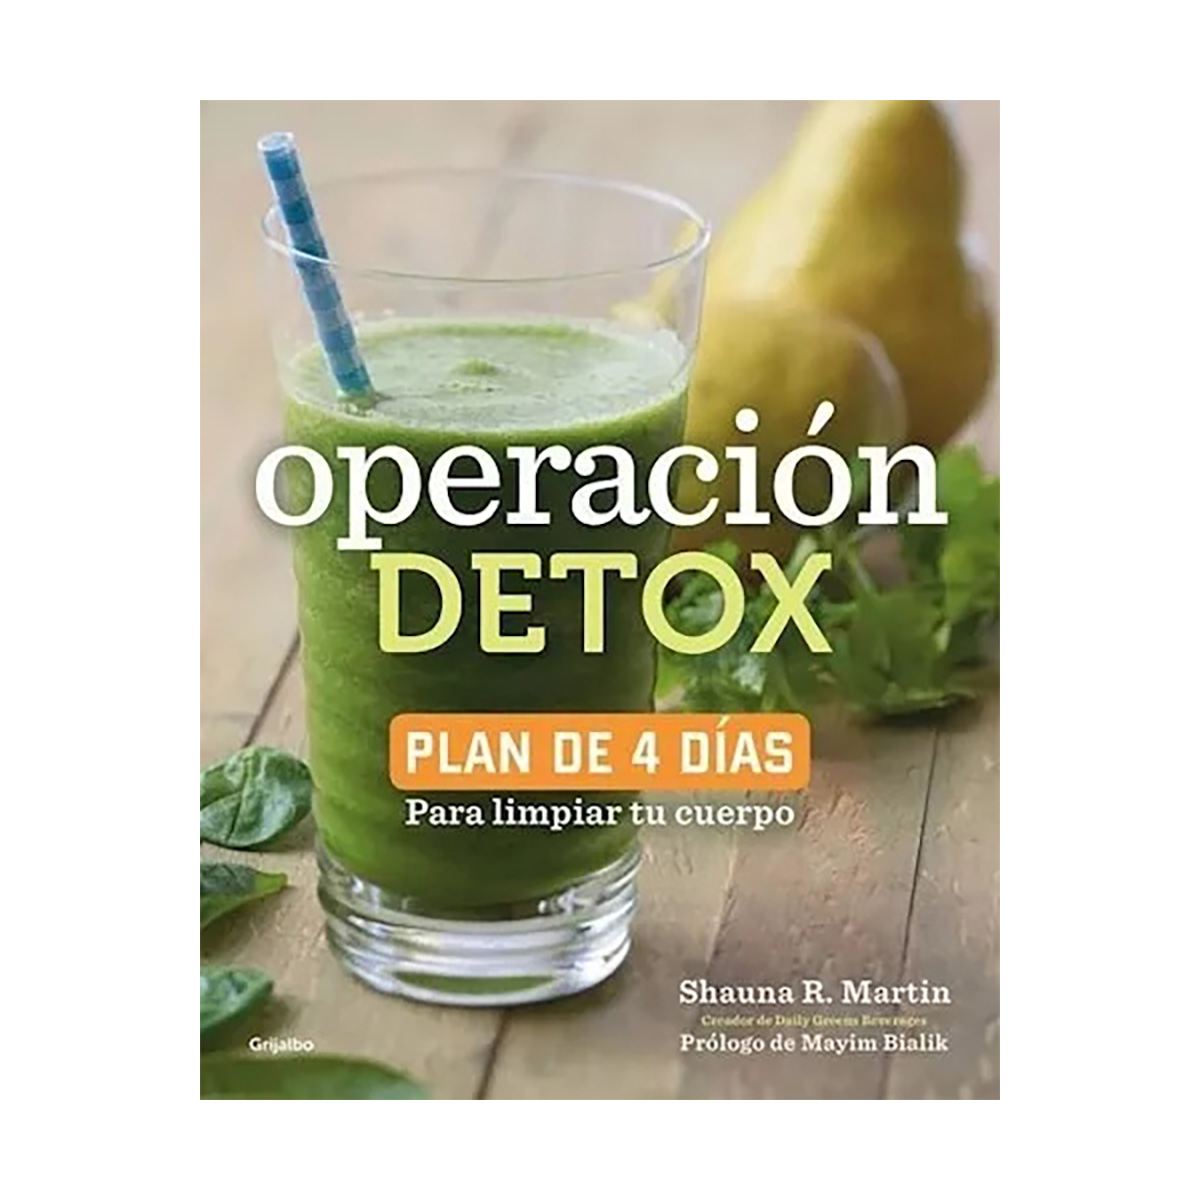 operación
DETOX
PLAN DE 4 DÍAS
Para limpiar tu cuerpo
Shauna R. Martin
Creador de Daily Greens Beverages
Prólogo de Mayim Bialik
Grijalbo